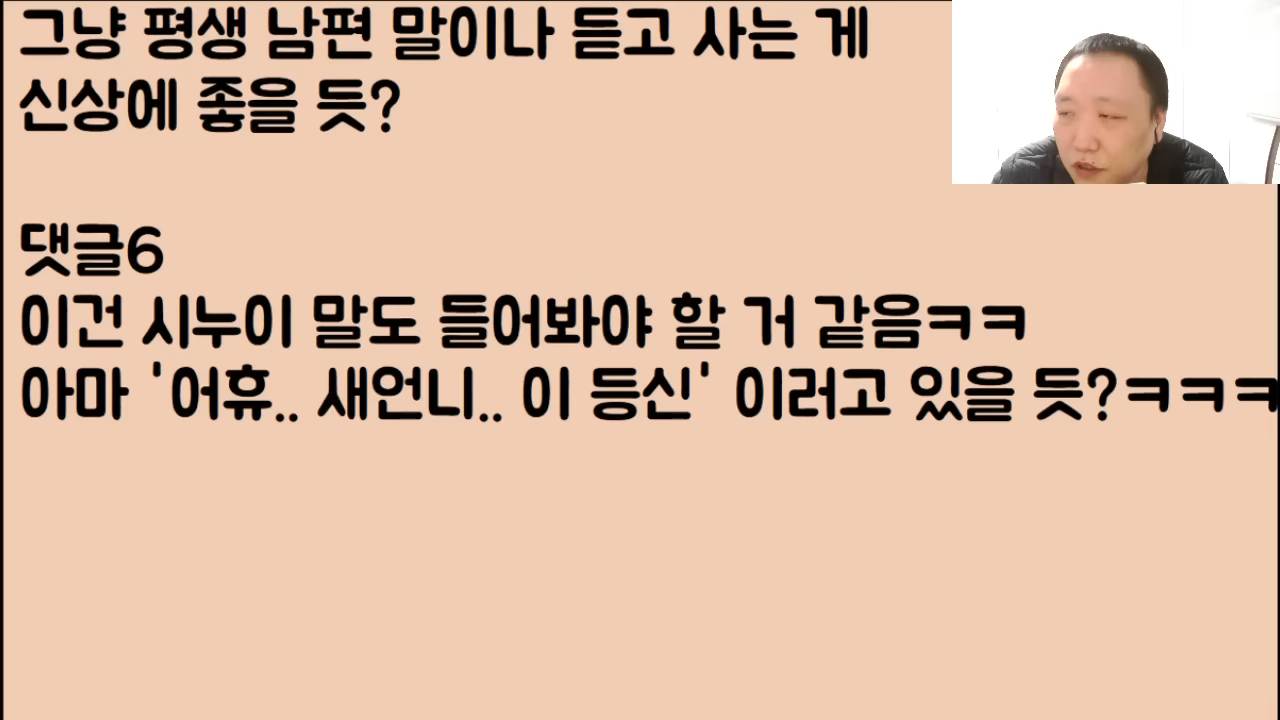 그냥 평생 남편 말이나 듣고 사는 게
신상에 좋을 듯?
댓글6
이건 시누이 말도 들어봐야 할 거 같음ㅋㅋ
아마 '어휴.. 새언니.. 이 등신' 이러고 있을 듯?ㅋㅋㅋ